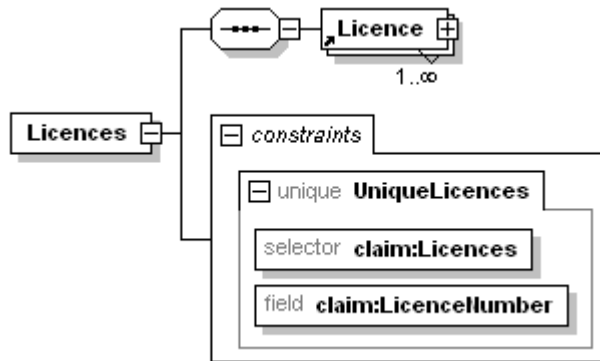 Licence
1..∞
Licences
constraints
unique UniqueLicences
selector claim:Licences
field claim:LicenceNumber